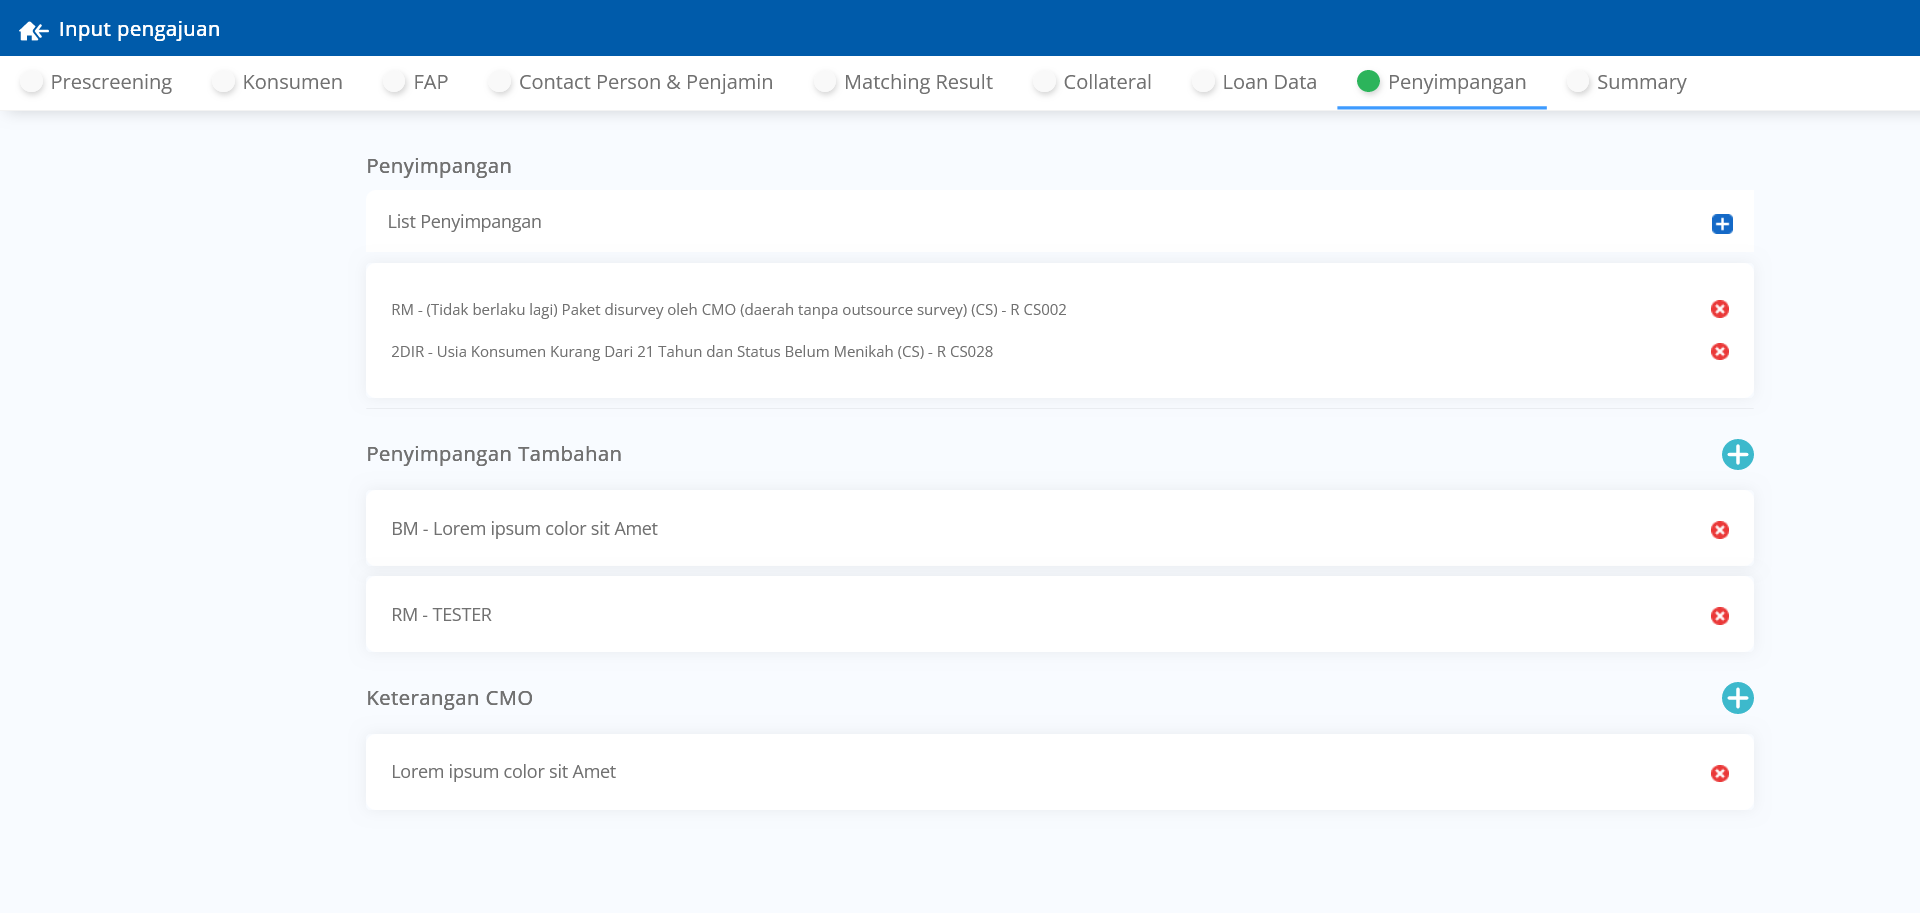 Input pengajuan
Prescreening Konsumen FAP Contact Person & Penjamin Matching Result Collateral Loan Data Penyimpangan Summary
Penyimpangan
List Penyimpangan
RM - (Tidak berlaku lagi) Paket disurvey oleh CMO (daerah tanpa outsource survey) (CS) - R CS002
2DIR - Usia Konsumen Kurang Dari 21 Tahun dan Status Belum Menikah (CS) - R CS028
Penyimpangan Tambahan
BM - Lorem ipsum color sit Amet
RM - TESTER
Keterangan CMO
Lorem ipsum color sit Amet